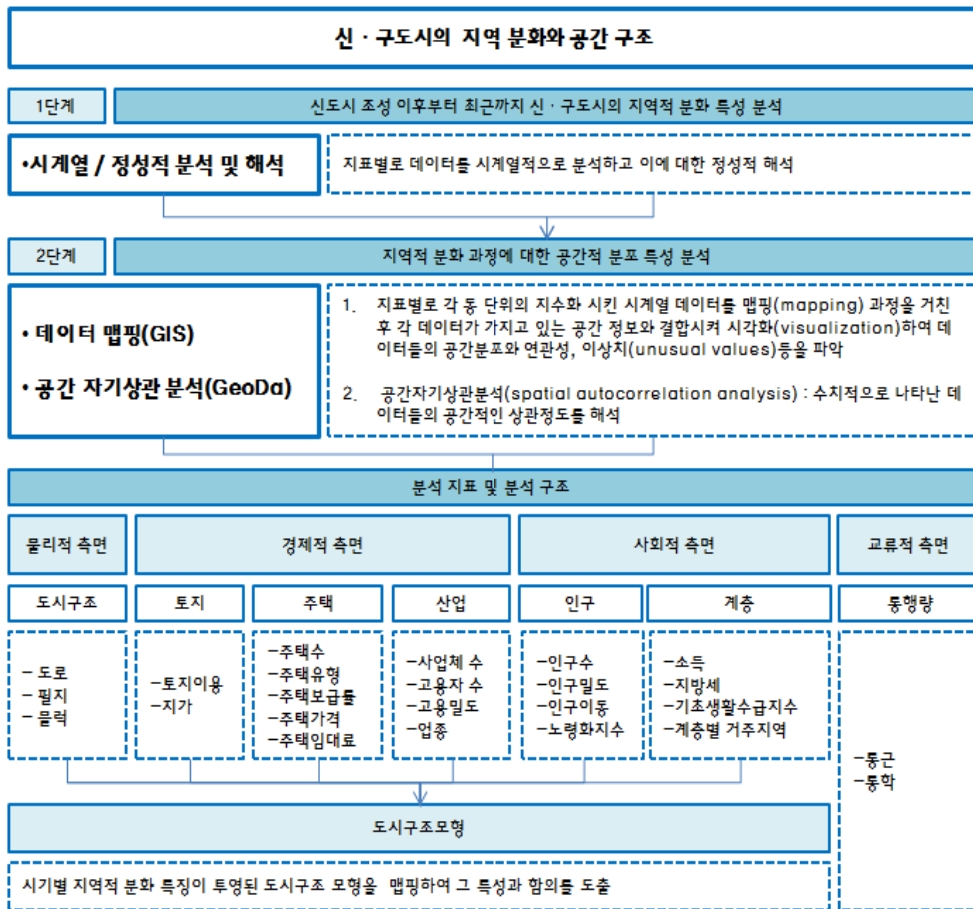 신 · 구도시의 지역 분화와 공간 구조
1단계
신도시 조성 이후부터 최근까지 신 · 구도시의 지역적 분화 특성 분석
•시계열 / 정성적 분석 및 해석
지표별로 데이터를 시계열적으로 분석하고 이에 대한 정성적 해석
2단계
지역적 분화 과정에 대한 공간적 분포 특성 분석
• 데이터 맵핑(GIS)
• 공간 자기상관 분석(GeoDa)
1. 지표별로 각 동 단위의 지수화 시킨 시계열 데이터를 맵핑(mapping) 과정을 거친
후 각 데이터가 가지고 있는 공간 정보와 결합시켜 시각화(visualization)하여 데
이터들의 공간분포와 연관성, 이상치(unusual values)등을 파악
2. 공간자기상관분석(spatial autocorrelation analysis) : 수치적으로 나타난 데
이터들의 공간적인 상관정도를 해석
분석 지표 및 분석 구조
물리적 측면
경제적 측면
사회적 측면
교류적 측면
도시구조
토지
주택
산업
인구
계층
통행량
– 도로
– 필지
– 블럭
–토지이용
–지가
–주택수
–주택유형
–주택보급률
–주택가격
–주택임대료
–사업체 수
–고용자 수
–고용밀도
–업종
–인구수
–인구밀도
–인구이동
–노령화지수
–소득
–지방세
–기초생활수급지수
–계층별 거주지역
–통근
–통학
도시구조모형
시기별 지역적 분화 특징이 투영된 도시구조 모형을 맵핑하여 그 특성과 함의를 도출